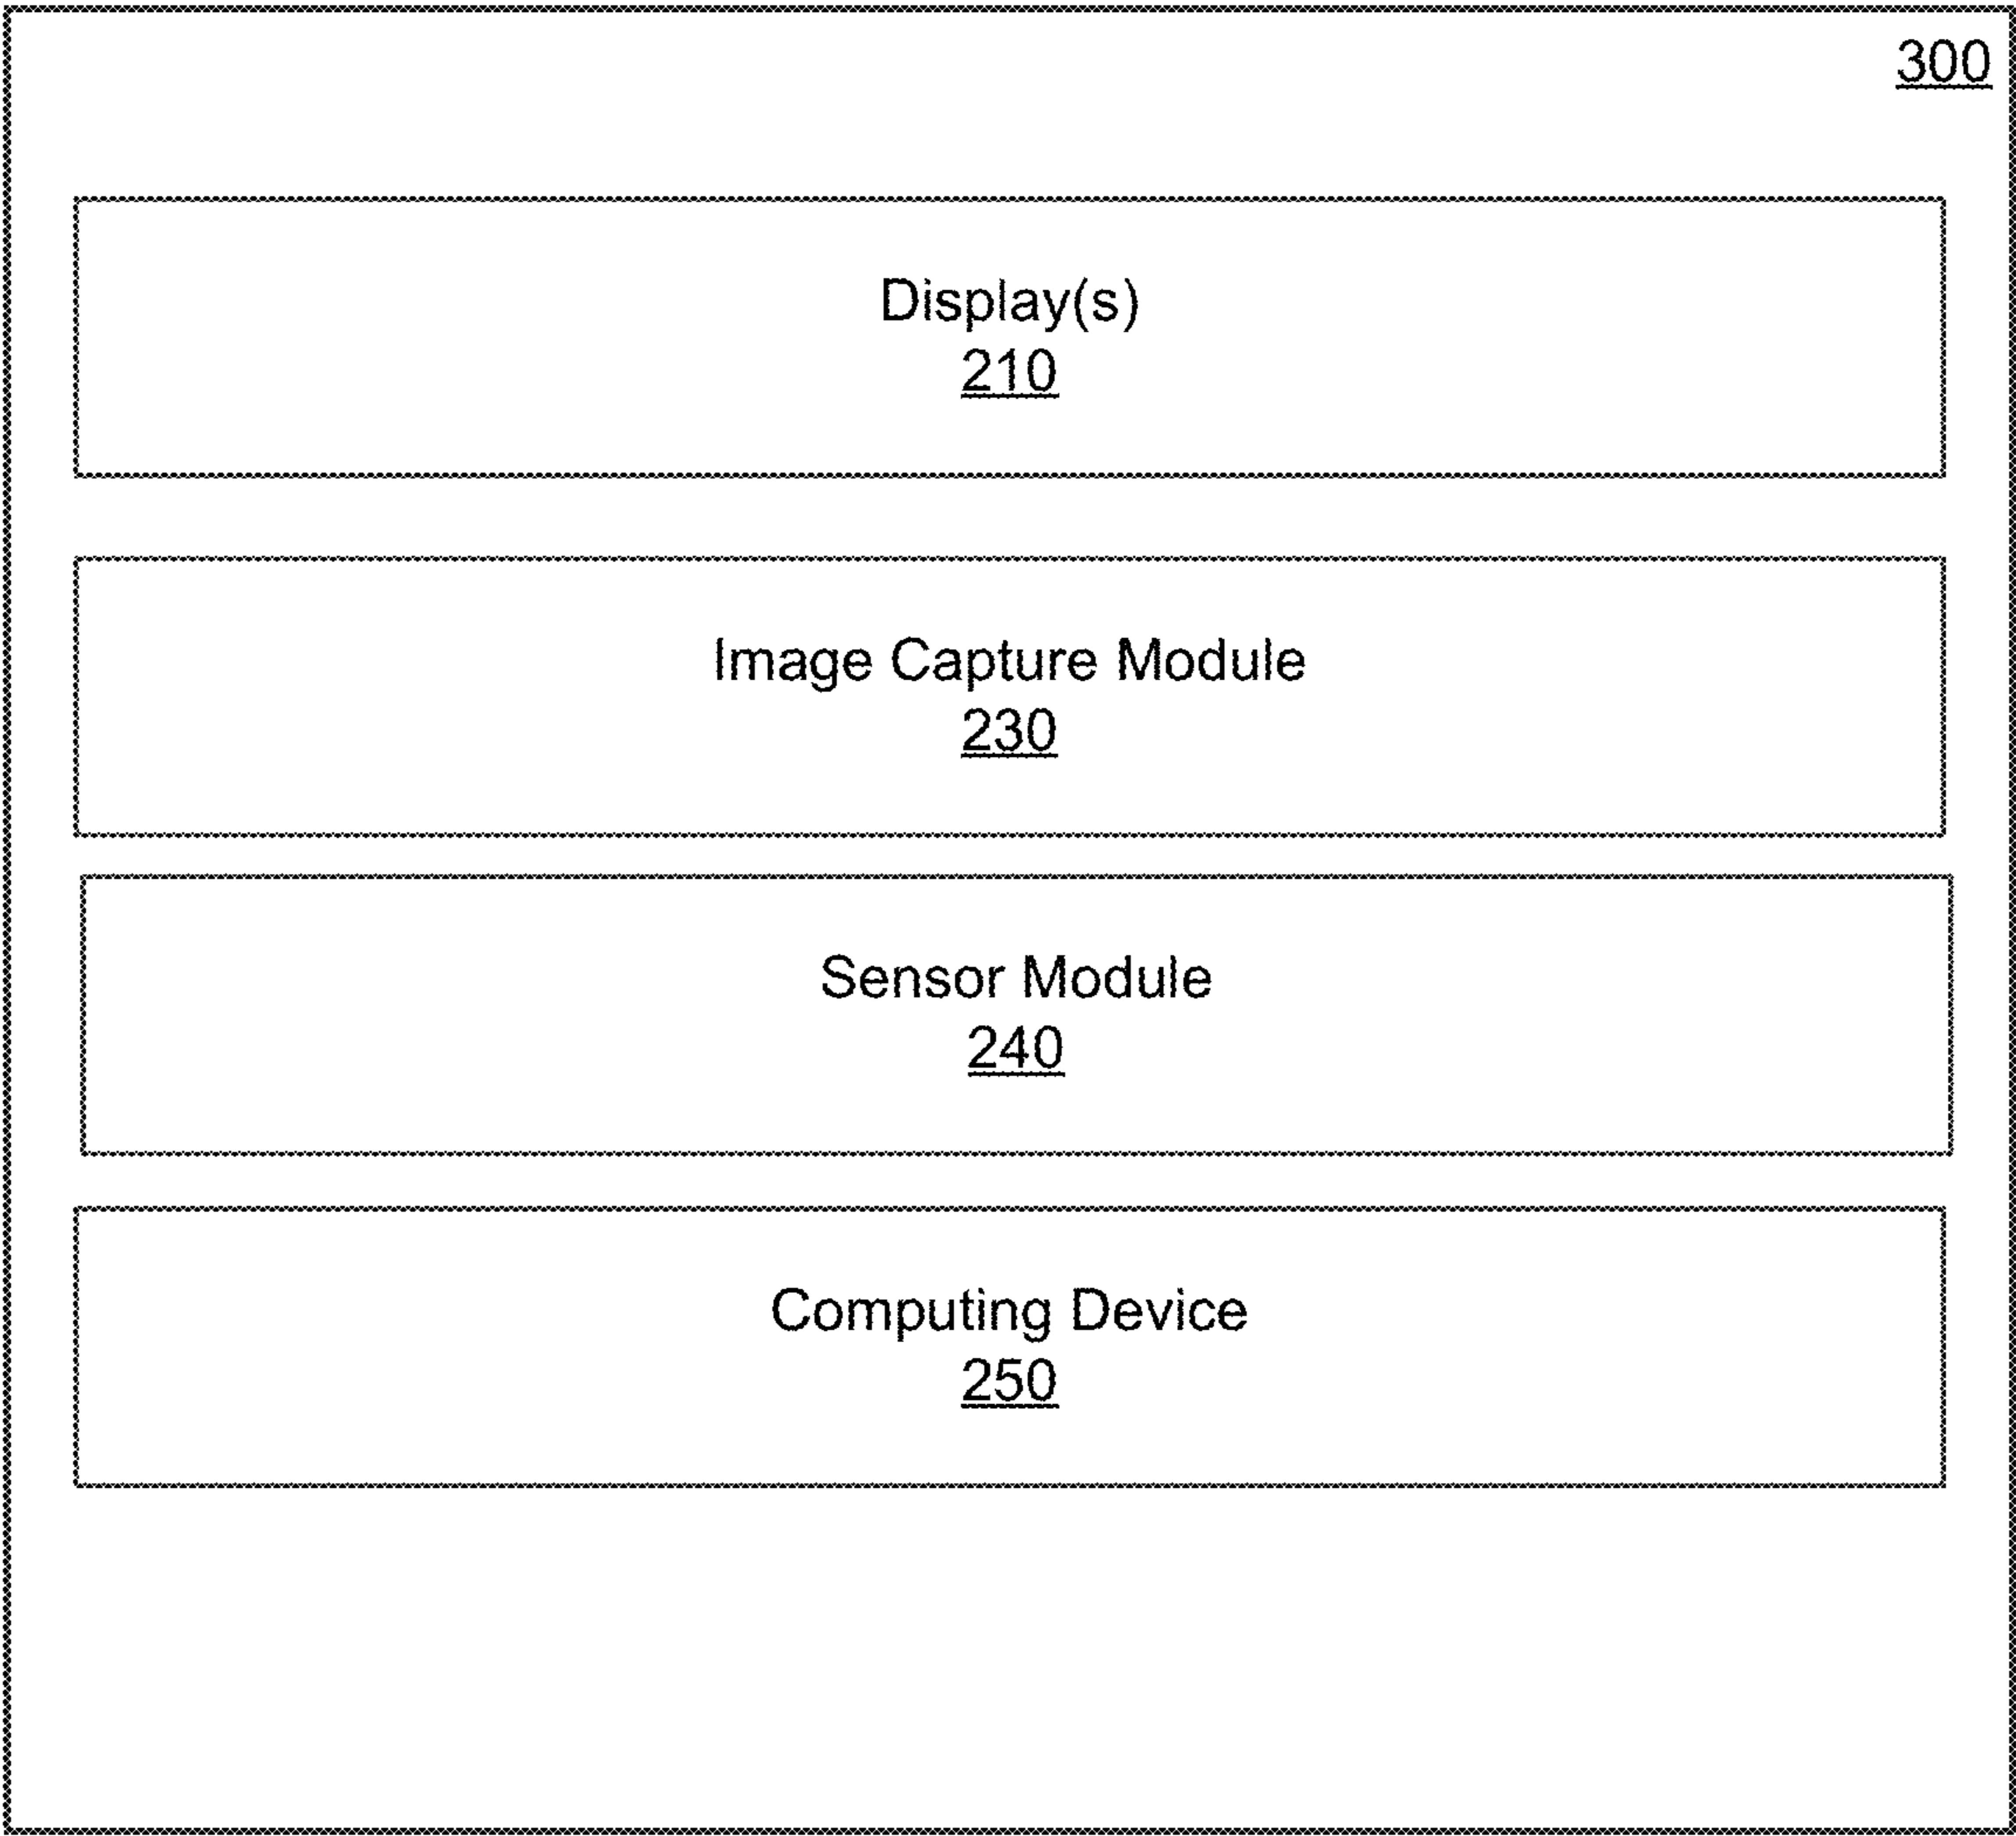 300
Display(s)
210
Image Capture Module
230
Sensor Module
240
Computing Device
250